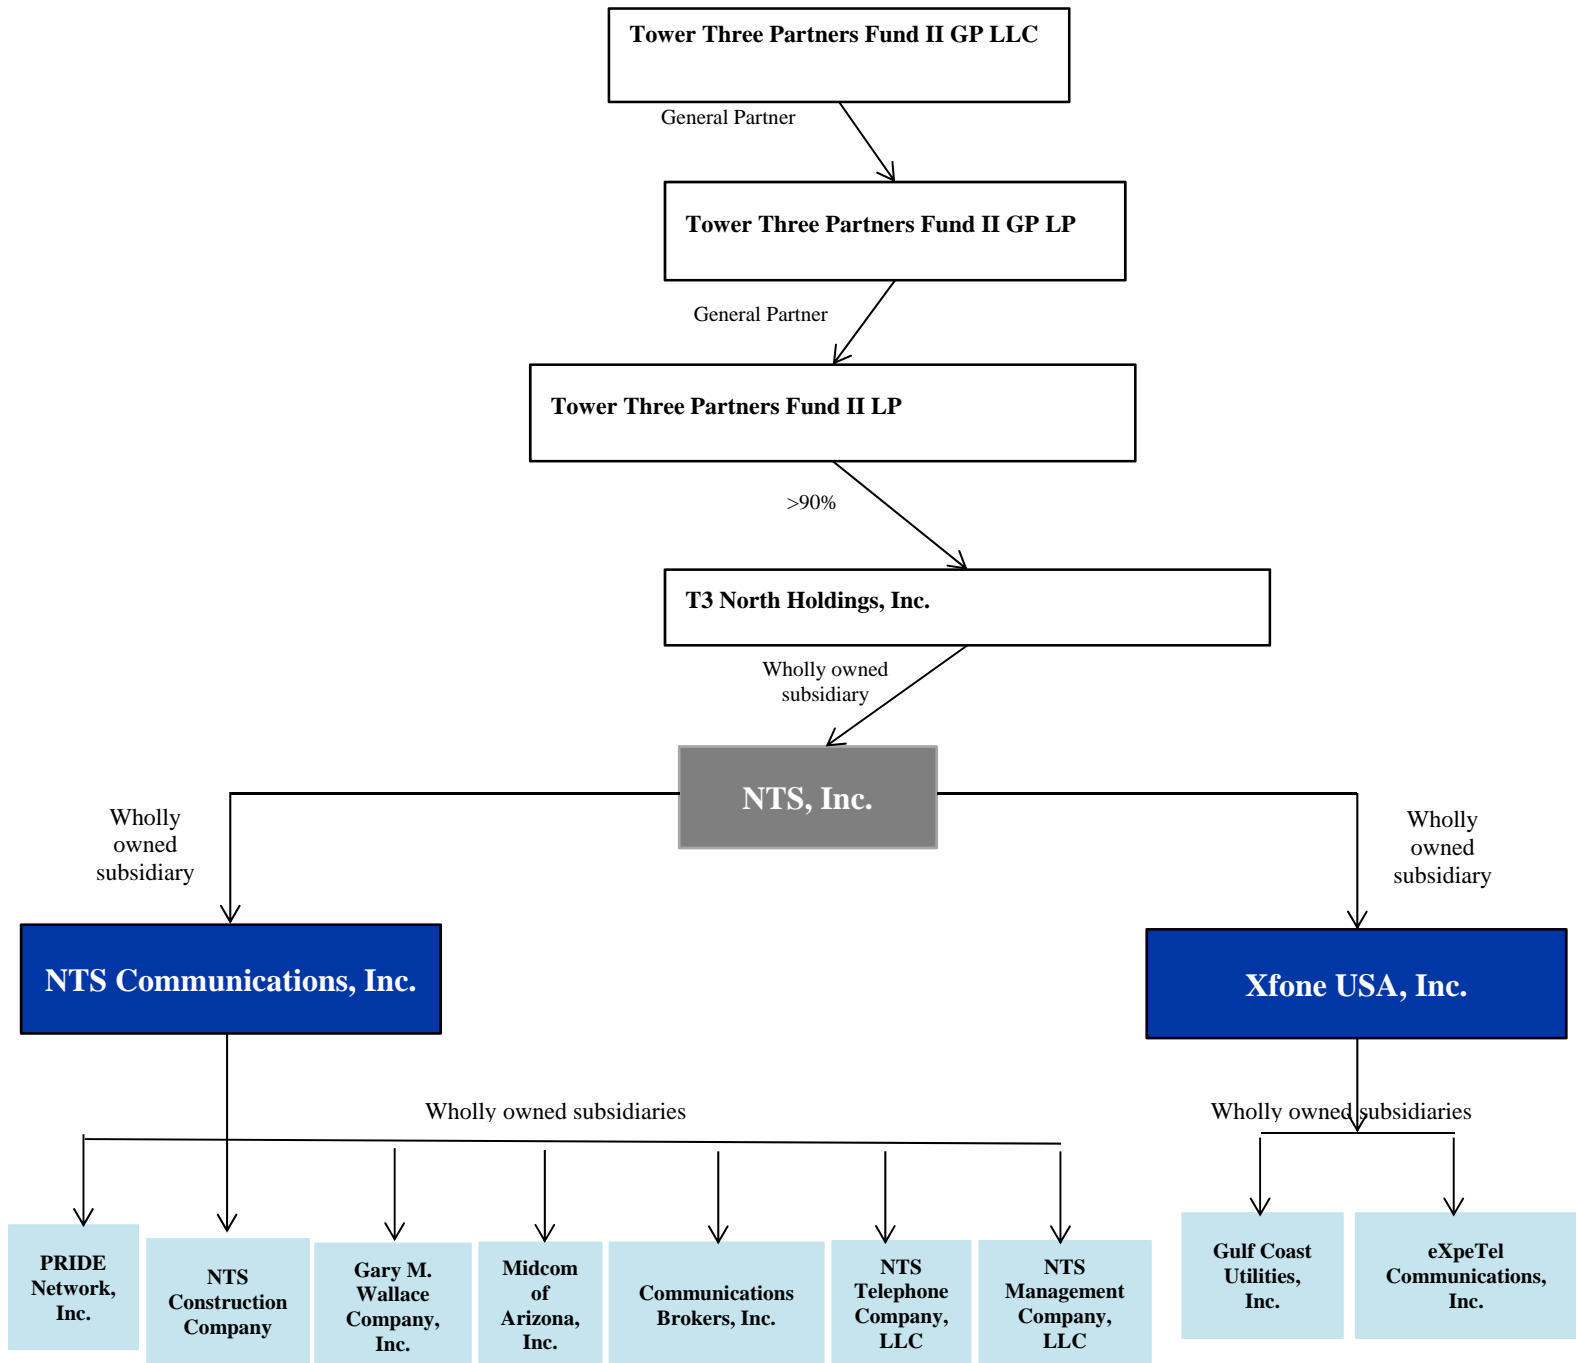 Tower Three Partners Fund II GP LLC
General Partner
Tower Three Partners Fund II GP LP
General Partner
Tower Three Partners Fund II LP
>90%
T3 North Holdings, Inc.
Wholly owned
subsidiary
NTS, Inc.
Wholly
owned
subsidiary
Wholly
owned
subsidiary
NTS Communications, Inc.
Xfone USA, Inc.
Wholly owned subsidiaries
Wholly owned subsidiaries
PRIDE
Network,
Inc.
NTS
Construction
Company
Gary M.
Wallace
Company,
Inc.
Midcom
of
Arizona,
Inc.
Communications
Brokers, Inc.
NTS
Telephone
Company,
LLC
NTS
Management
Company,
LLC
Gulf Coast
Utilities,
Inc.
eXpeTel
Communications,
Inc.